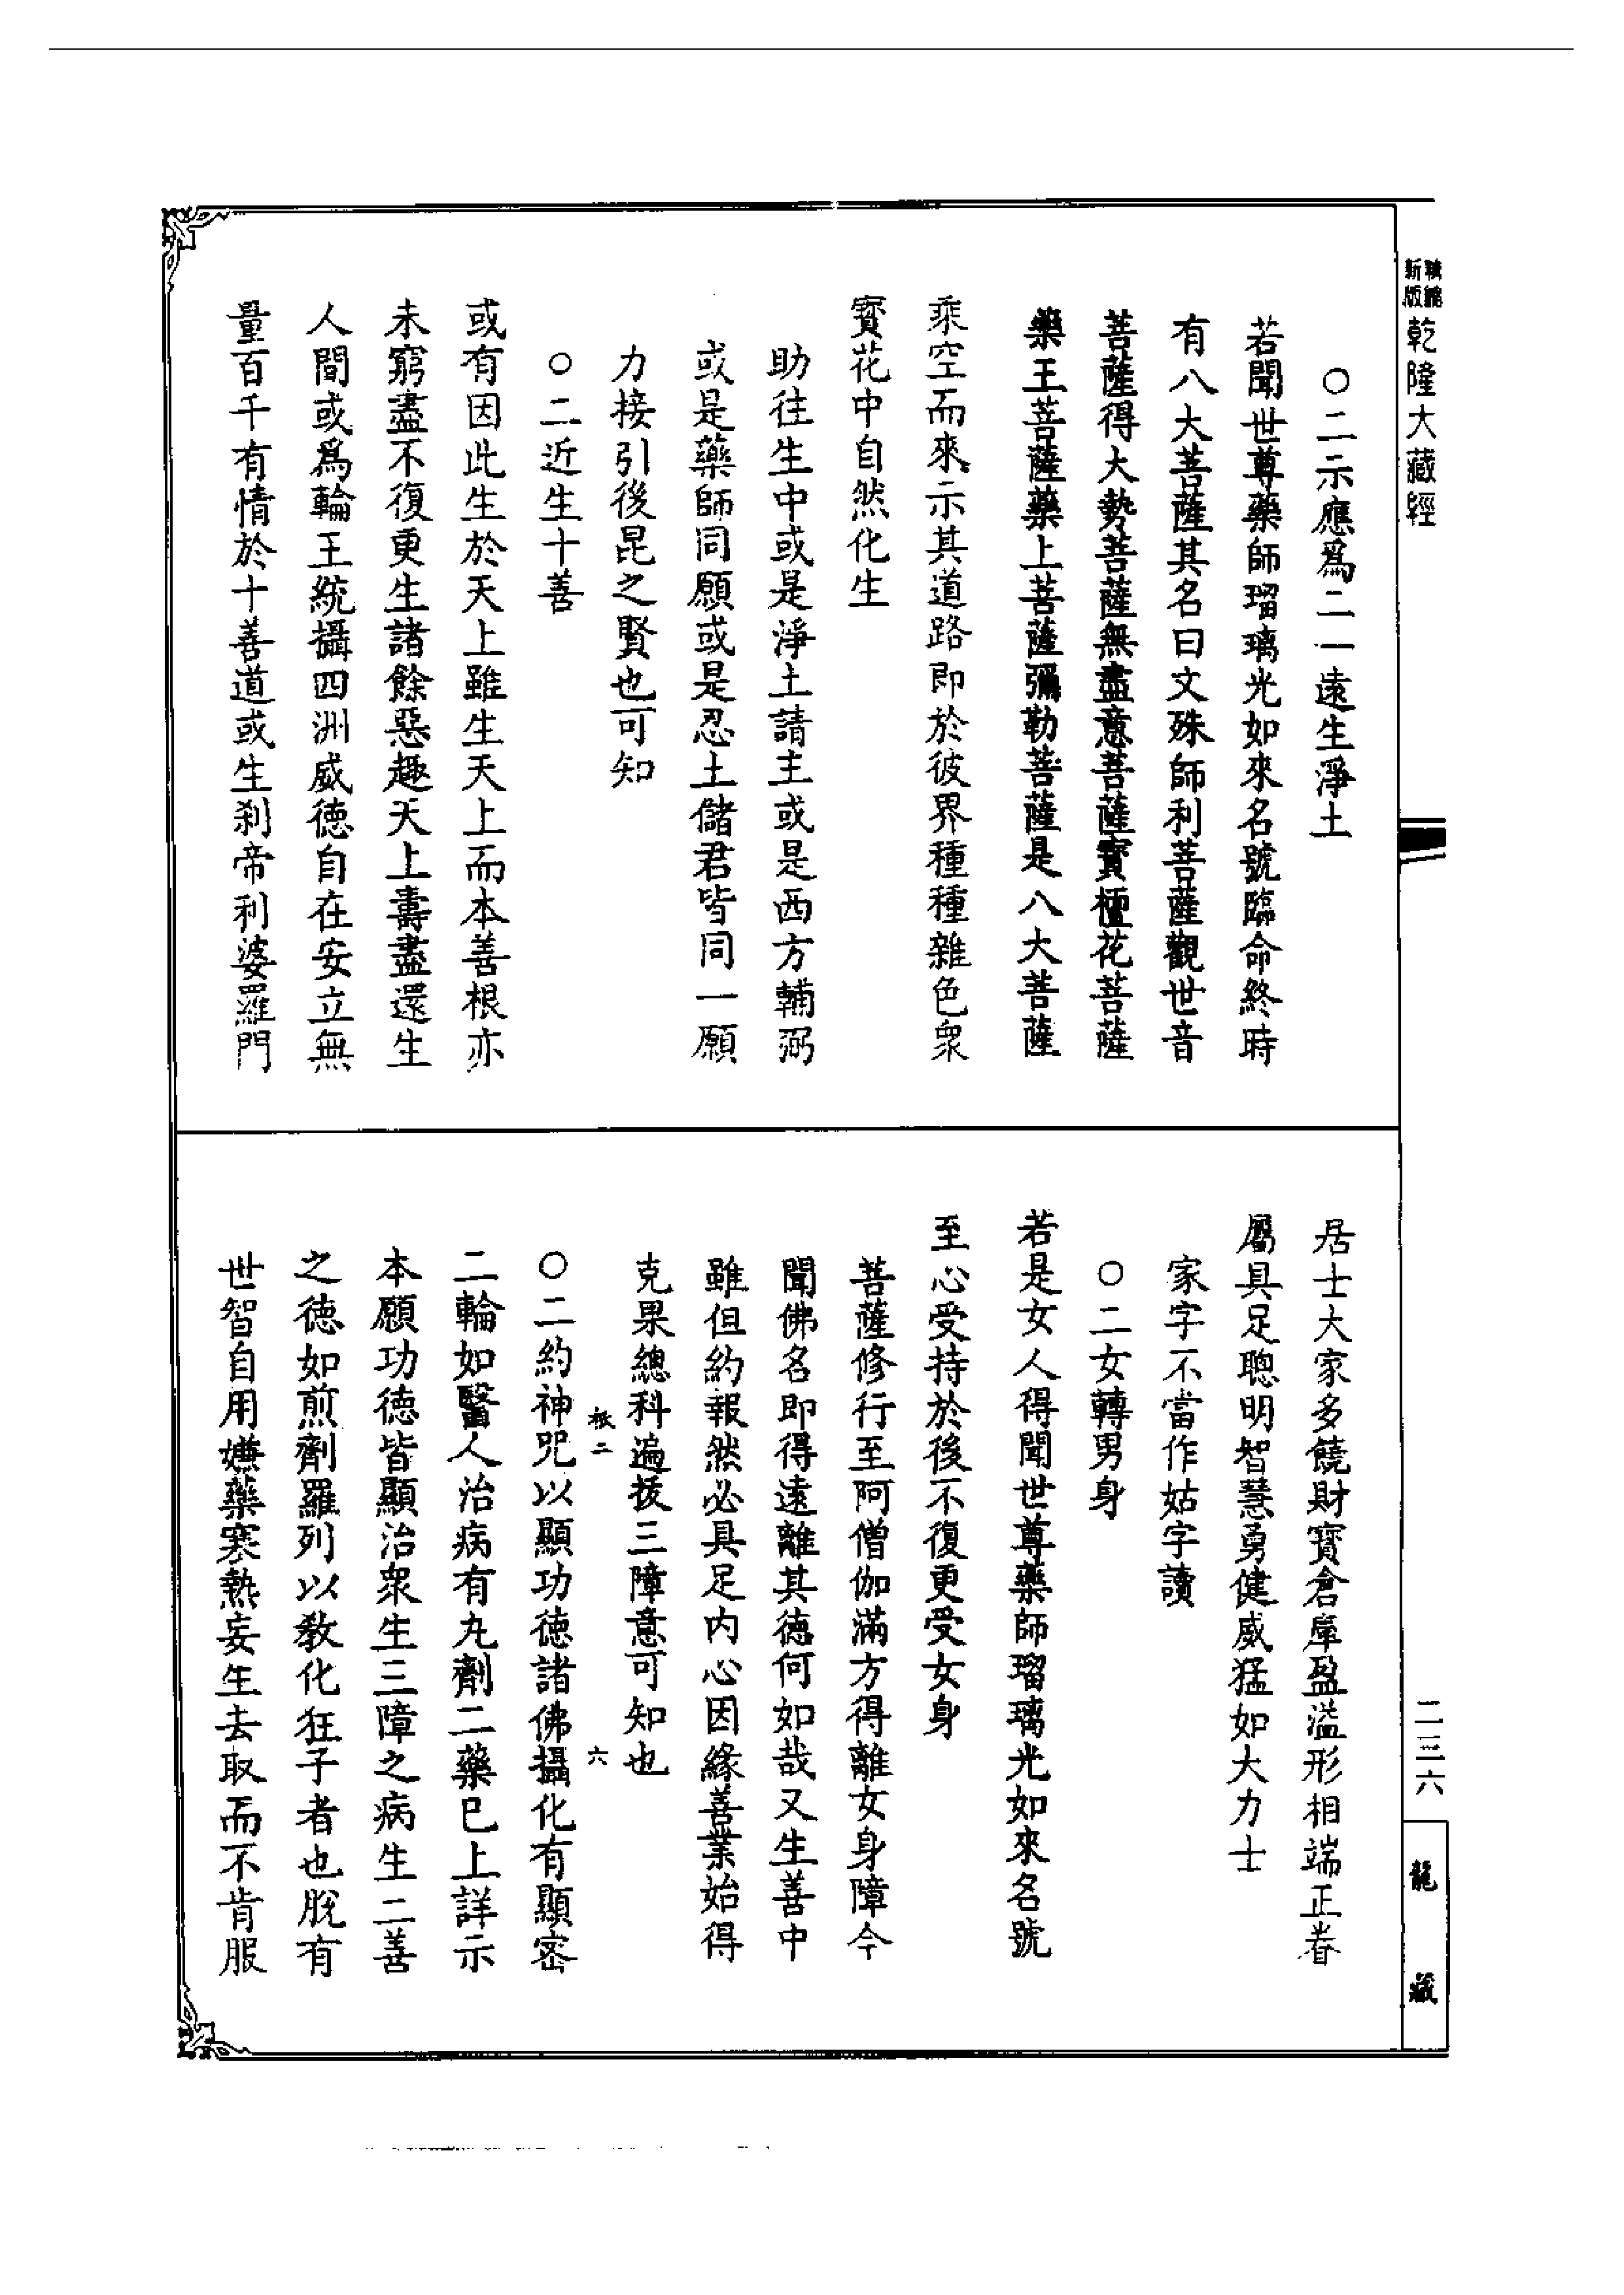 新版
乾隆大藏經
○二示應爲二一遠生淨土
若聞世尊藥師瑠璃光如來名號臨命終時
有八大菩薩其名曰文殊師利菩薩觀世音
菩薩得大勢菩薩無盡意菩薩寶檀花菩薩
藥王菩薩藥上菩薩彌勒菩薩是八大菩薩
乘空而來示其道路即於彼界種種雜色衆
寳花中自然化生
助往生中或是淨土請主或是西方輔弼
或是藥師同願或是忍土儲君皆同一願
力接引後昆之賢也可知
○二近生十善
或有因此生於天上雖生天上而本善根亦
未窮盡不復更生諸餘惡趣天上壽盡還生
人間或爲輪王統攝四洲威德自在安立無
量百千有情於十善道或生剎帝利婆羅門
居士大家多饒財寳倉庫盈溢形相端正眷
屬具足聰明智慧勇健威猛如大力士
家字不當作姑字讀
○二女轉男身
若是女人得聞世尊藥師瑠璃光如來名號
至心受持於後不復更受女身
菩薩修行至阿僧伽滿方得離女身障今
聞佛名即得遠離其德何如哉又生善中
雖但約報然必具足內心因緣善業始得
克果總科遍拔三障意可知也
二　六
○二約神咒以顯功德諸佛攝化有顯密
二輪如醫人治病有丸劑二藥已上詳示
本願功德皆顯治衆生三障之病生二善
之德如煎劑羅列以敎化狂子者也脫有
世智自用嫌藥寒熱妄生去取而不肯服
二三六
龍藏